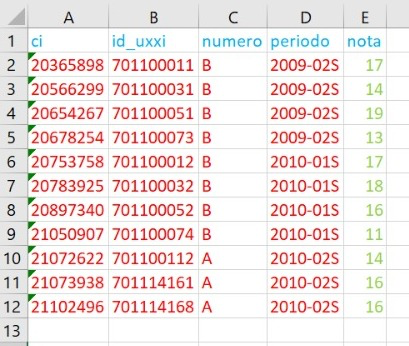 A B C D E
1 ci id_uxxi numero periodo nota
2 20365898 701100011 B 2009-02S 17
3 20566299 701100031 B 2009-02S 14
4 20654267 701100051 B 2009-02S 19
5 20678254 701100073 B 2009-02S 13
6 20753758 701100012 B 2010-01S 17
7 20783925 701100032 B 2010-01S 18
8 20897340 701100052 B 2010-01S 16
9 21050907 701100074 B 2010-01S 11
10 21072622 701100112 A 2010-02S 14
11 21073938 701114161 A 2010-02S 16
12 21102496 701114168 A 2010-02S 16
13